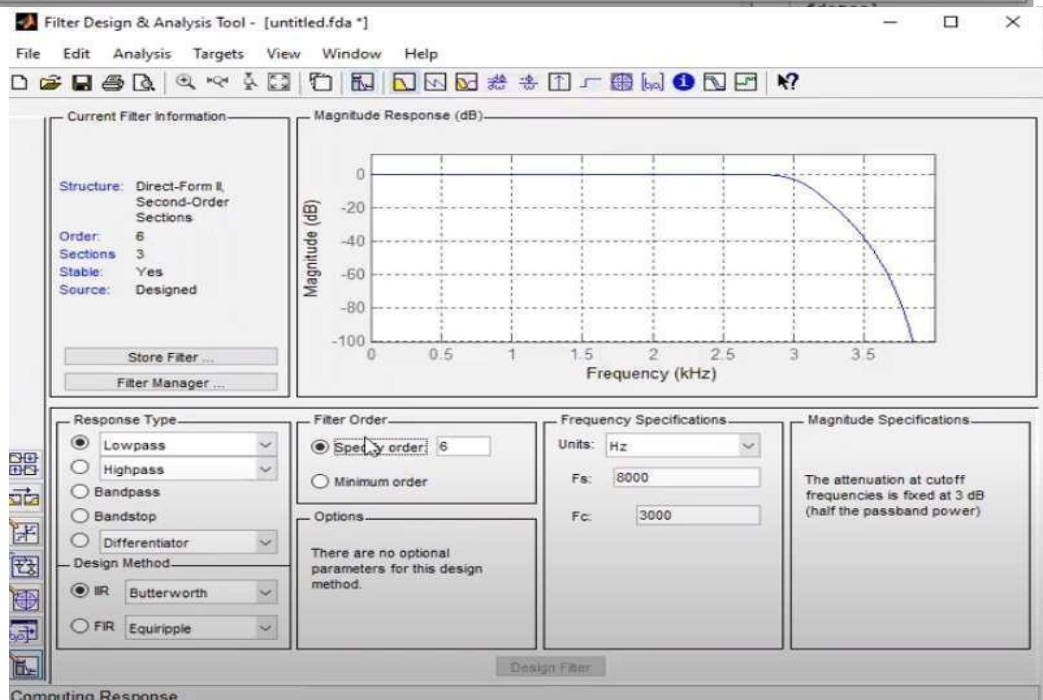 Filter Design & Analysis Tool - [untitled.fda *]
File Edit Analysis Targets View Window Help
Current Filter Information
Structure: Direct-Form II,
Second-Order
Sections
Order: 6
Sections 3
Stable: Yes
Source: Designed
Store Filter ...
Filter Manager ...
Magnitude Response (dB)
Magnitude (dB)
0
-20
-40
-60
-80
-100
0 0.5 1 1.5 2 2.5 3 3.5
Frequency (kHz)
Response Type
Lowpass
Highpass
Bandpass
Bandstop
Differentiator
Design Method
IIR Butterworth
FIR Equiripple
Filter Order
Specify order: 6
Minimum order
Options
There are no optional
parameters for this design
method.
Frequency Specifications
Units: Hz
Fs: 8000
Fc: 3000
Magnitude Specifications
The attenuation at cutoff
frequencies is fixed at 3 dB
(half the passband power)
Design Filter
Computing Response